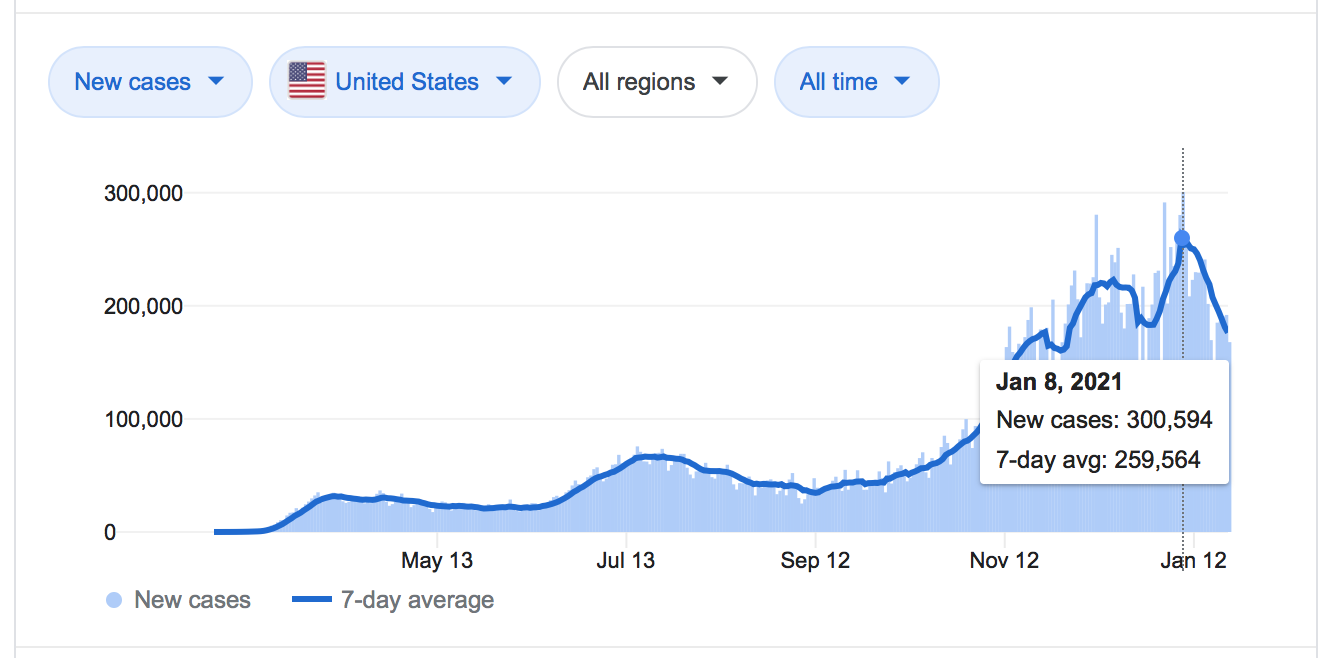 New cases United States All regions All time
300,000
200,000
100,000
0
Jan 8, 2021
New cases: 300,594
7-day avg: 259,564
May 13 Jul 13 Sep 12 Nov 12 Jan 12
New cases 7-day average